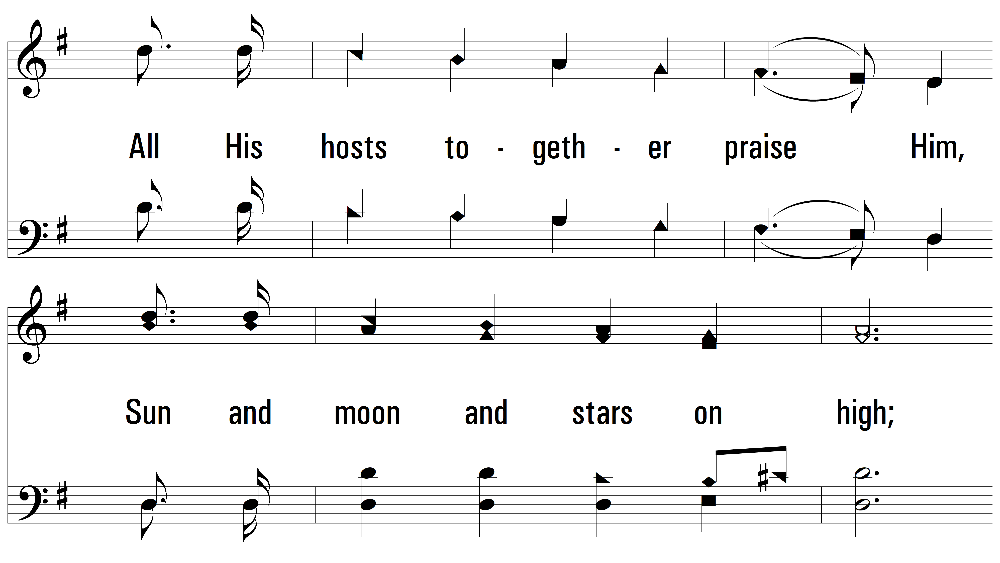 All His hosts to - geth - er praise Him,
Sun and moon and stars on high;